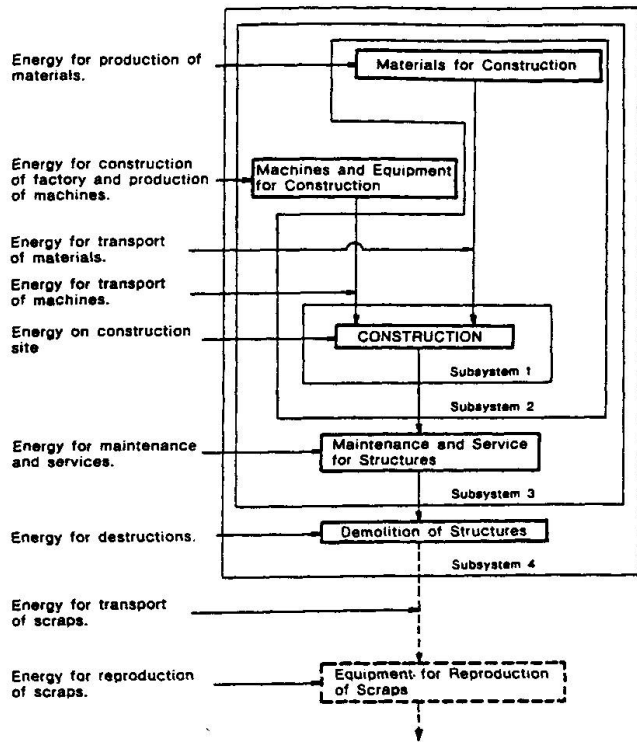 Energy for production of
materials.
Materials for Construction
Energy for construction
of factory and production
of machines.
Machines and Equipment
for Construction
Energy for transport
of materials.
Energy for transport
of machines.
Energy on construction
site
CONSTRUCTION
Subsystem 1
Subsystem 2
Energy for maintenance
and services.
Maintenance and Service
for Structures
Subsystem 3
Energy for destructions.
Demolition of Structures
Subsystem 4
Energy for transport
of scraps.
Energy for reproduction
of scraps.
Equipment for Reproduction
of Scraps